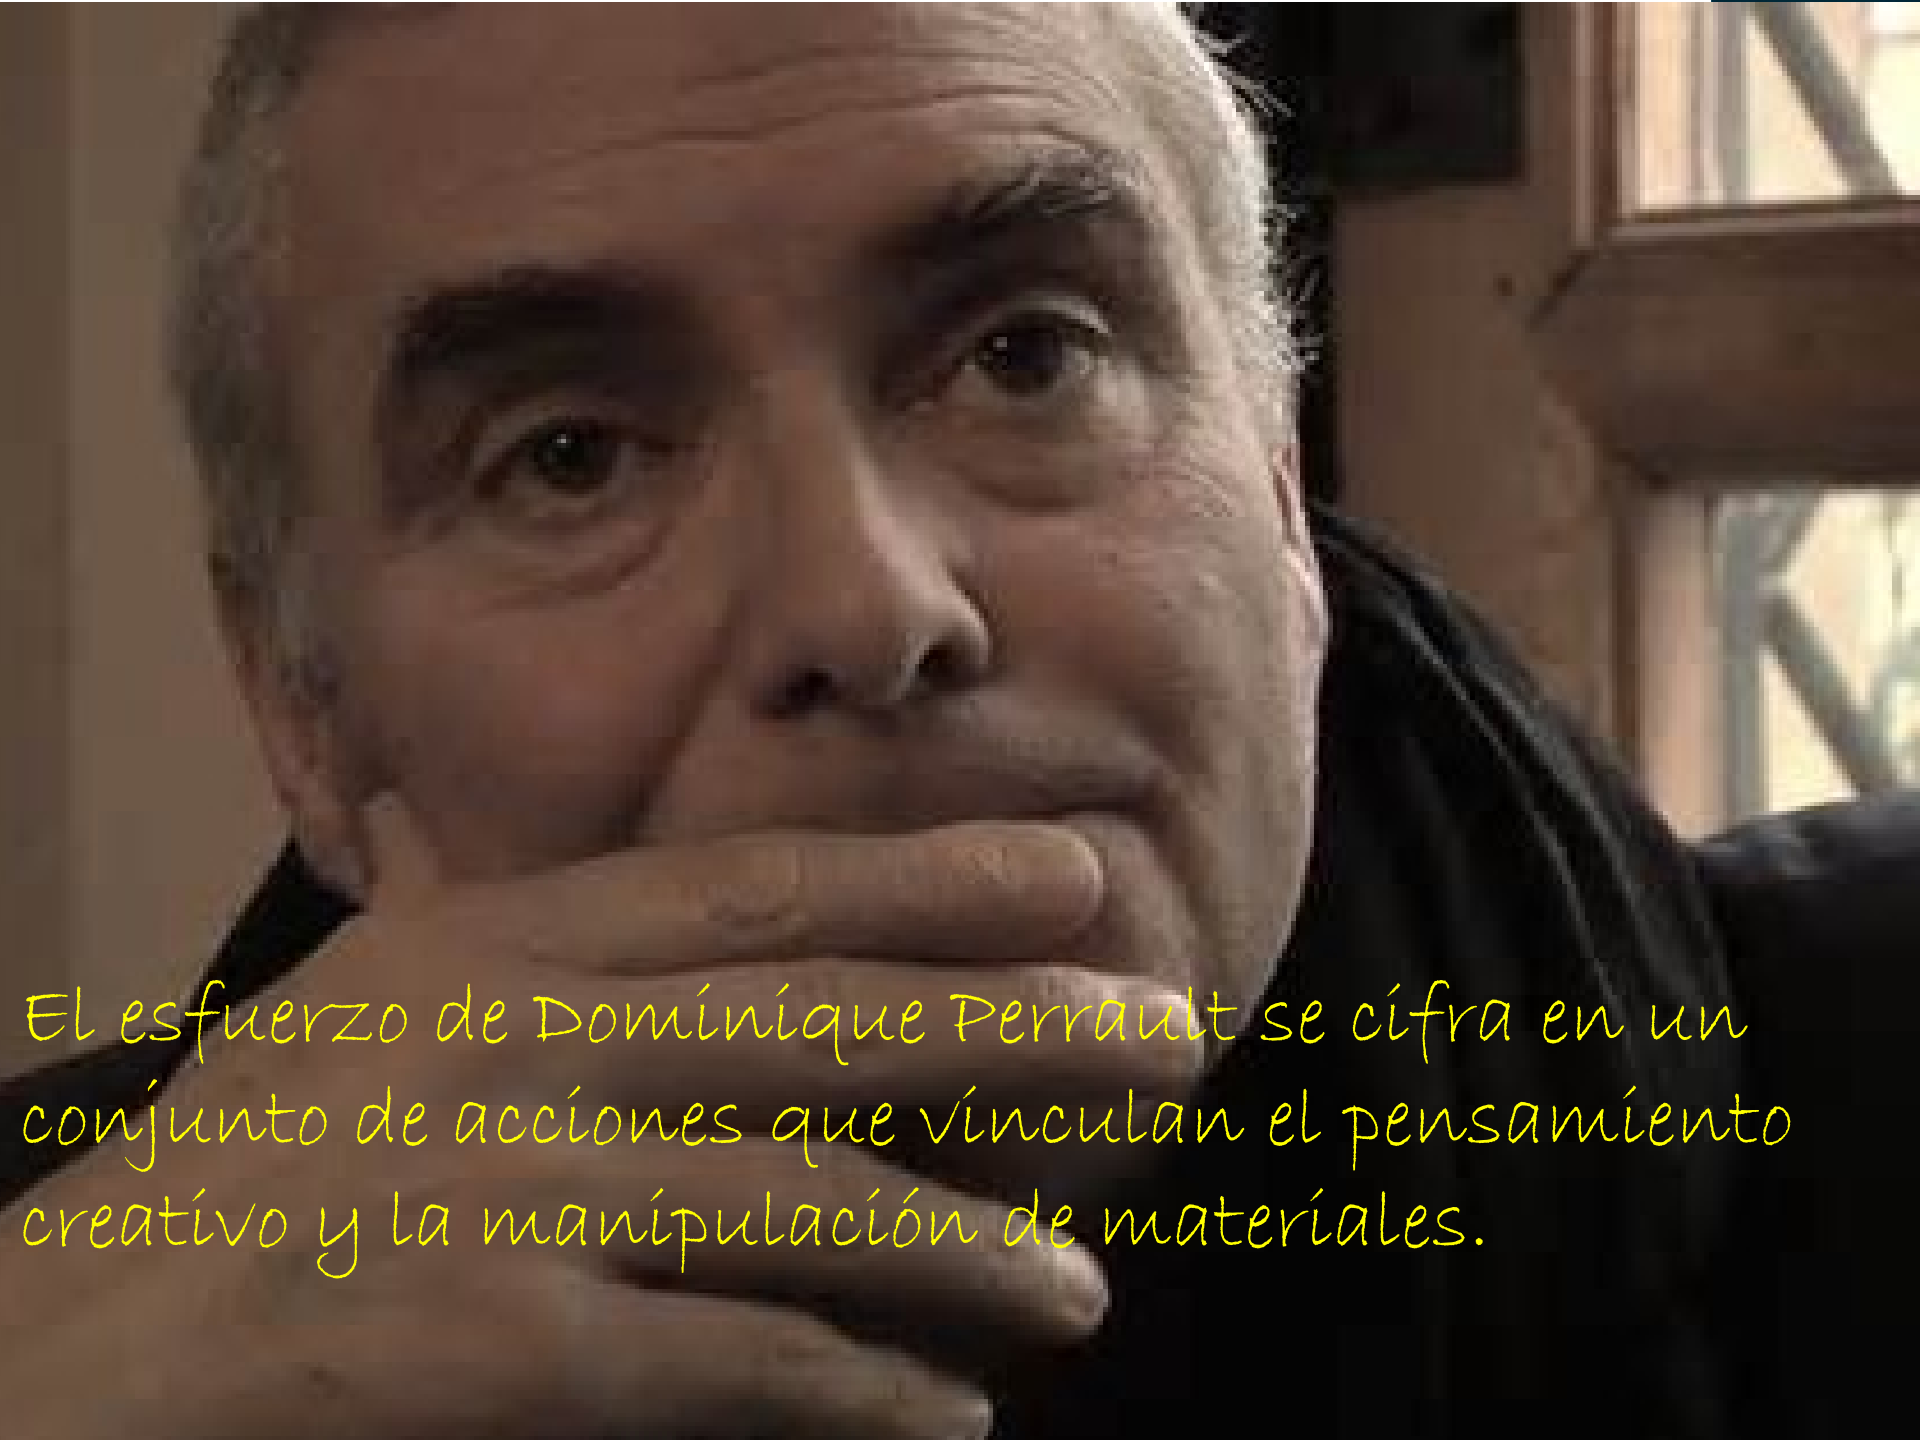 El esfuerzo de Dominique Perrault se cifra en un
conjunto de acciones que vinculan el pensamiento
creativo y la manipulación de materiales.